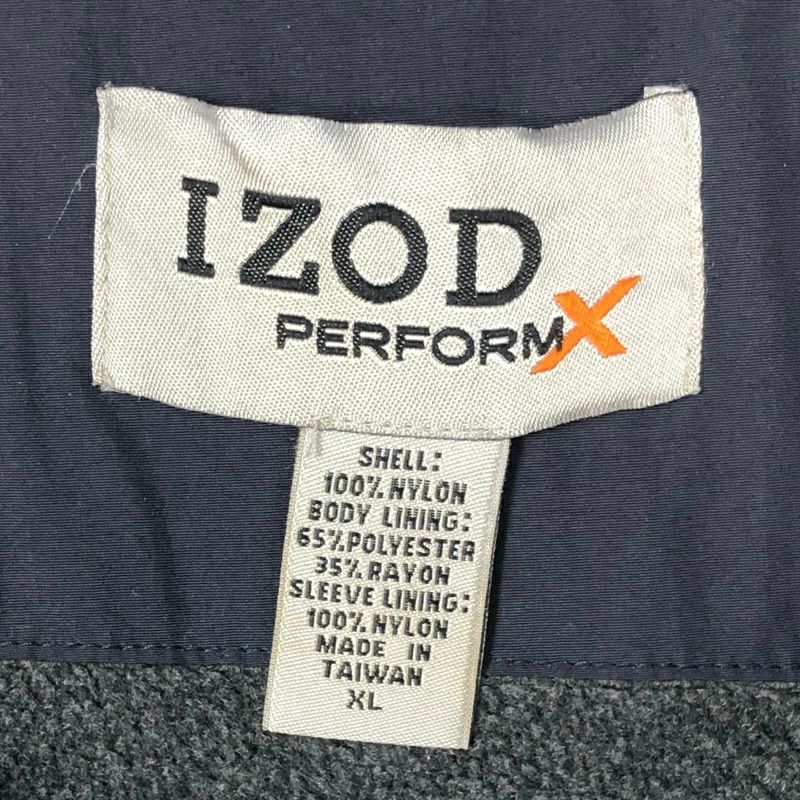 IZOD
PERFORMX
SHELL:
100% NYLON
BODY LINING:
65% POLYESTER
35% RAYON
SLEEVE LINING:
100% NYLON
MADE IN
TAIWAN
XL